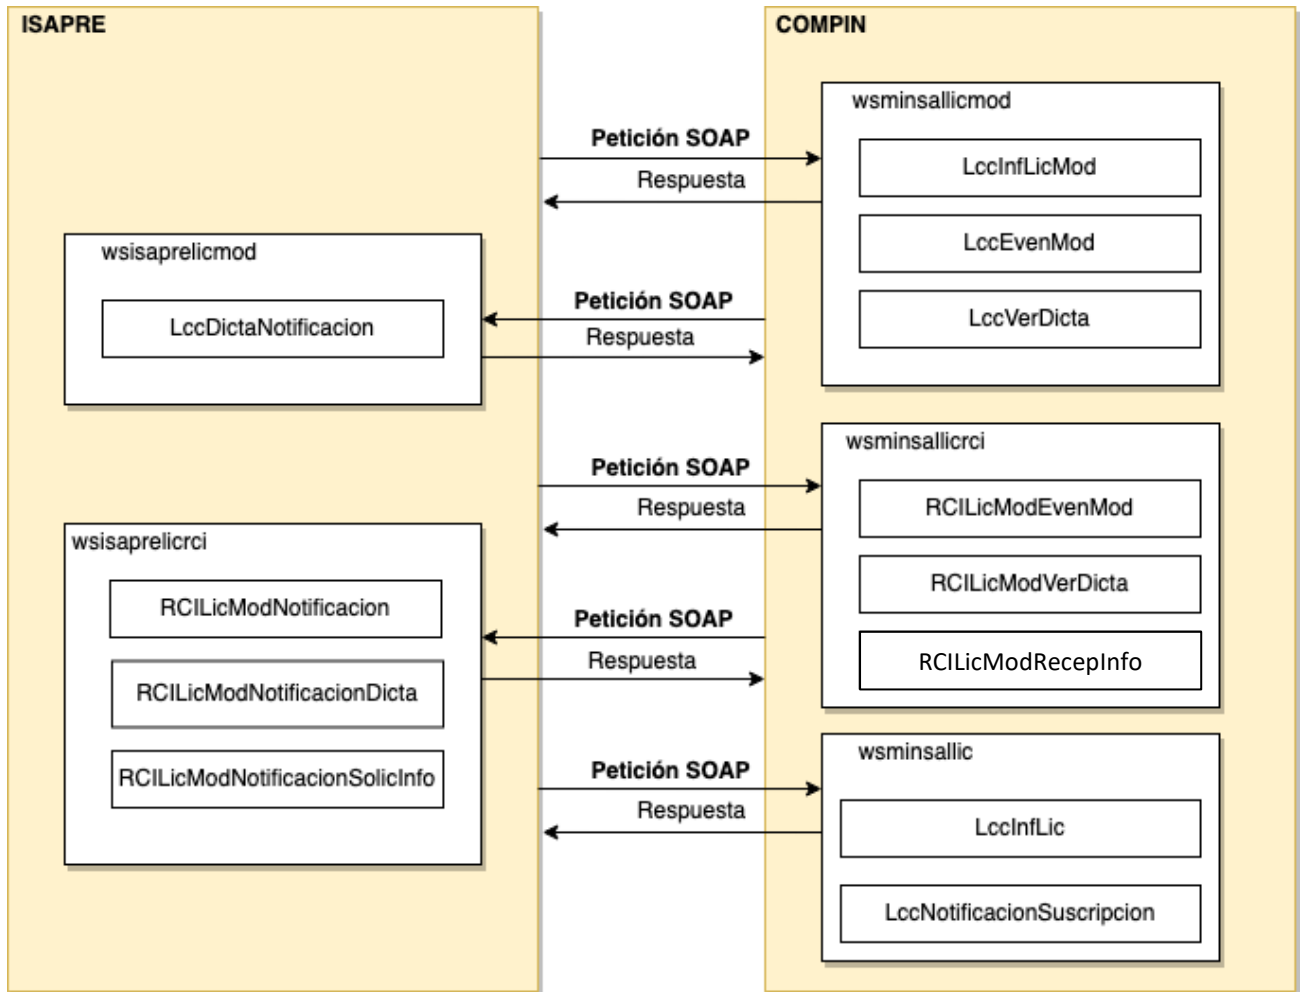 ISAPRE
COMPIN
wsminsallicmod
LccInfLicMod
LccEvenMod
LccVerDicta
Petición SOAP
Respuesta
wsisaprelicmod
LccDictaNotificacion
Petición SOAP
Respuesta
wsminsallicrci
RCILicModEvenMod
RCILicModVerDicta
RCILicModRecepInfo
Petición SOAP
Respuesta
wsisaprelicrci
RCILicModNotificacion
RCILicModNotificacionDicta
RCILicModNotificacionSolicInfo
Petición SOAP
Respuesta
wsminsallic
LccInfLic
LccNotificacionSuscripcion
Petición SOAP
Respuesta